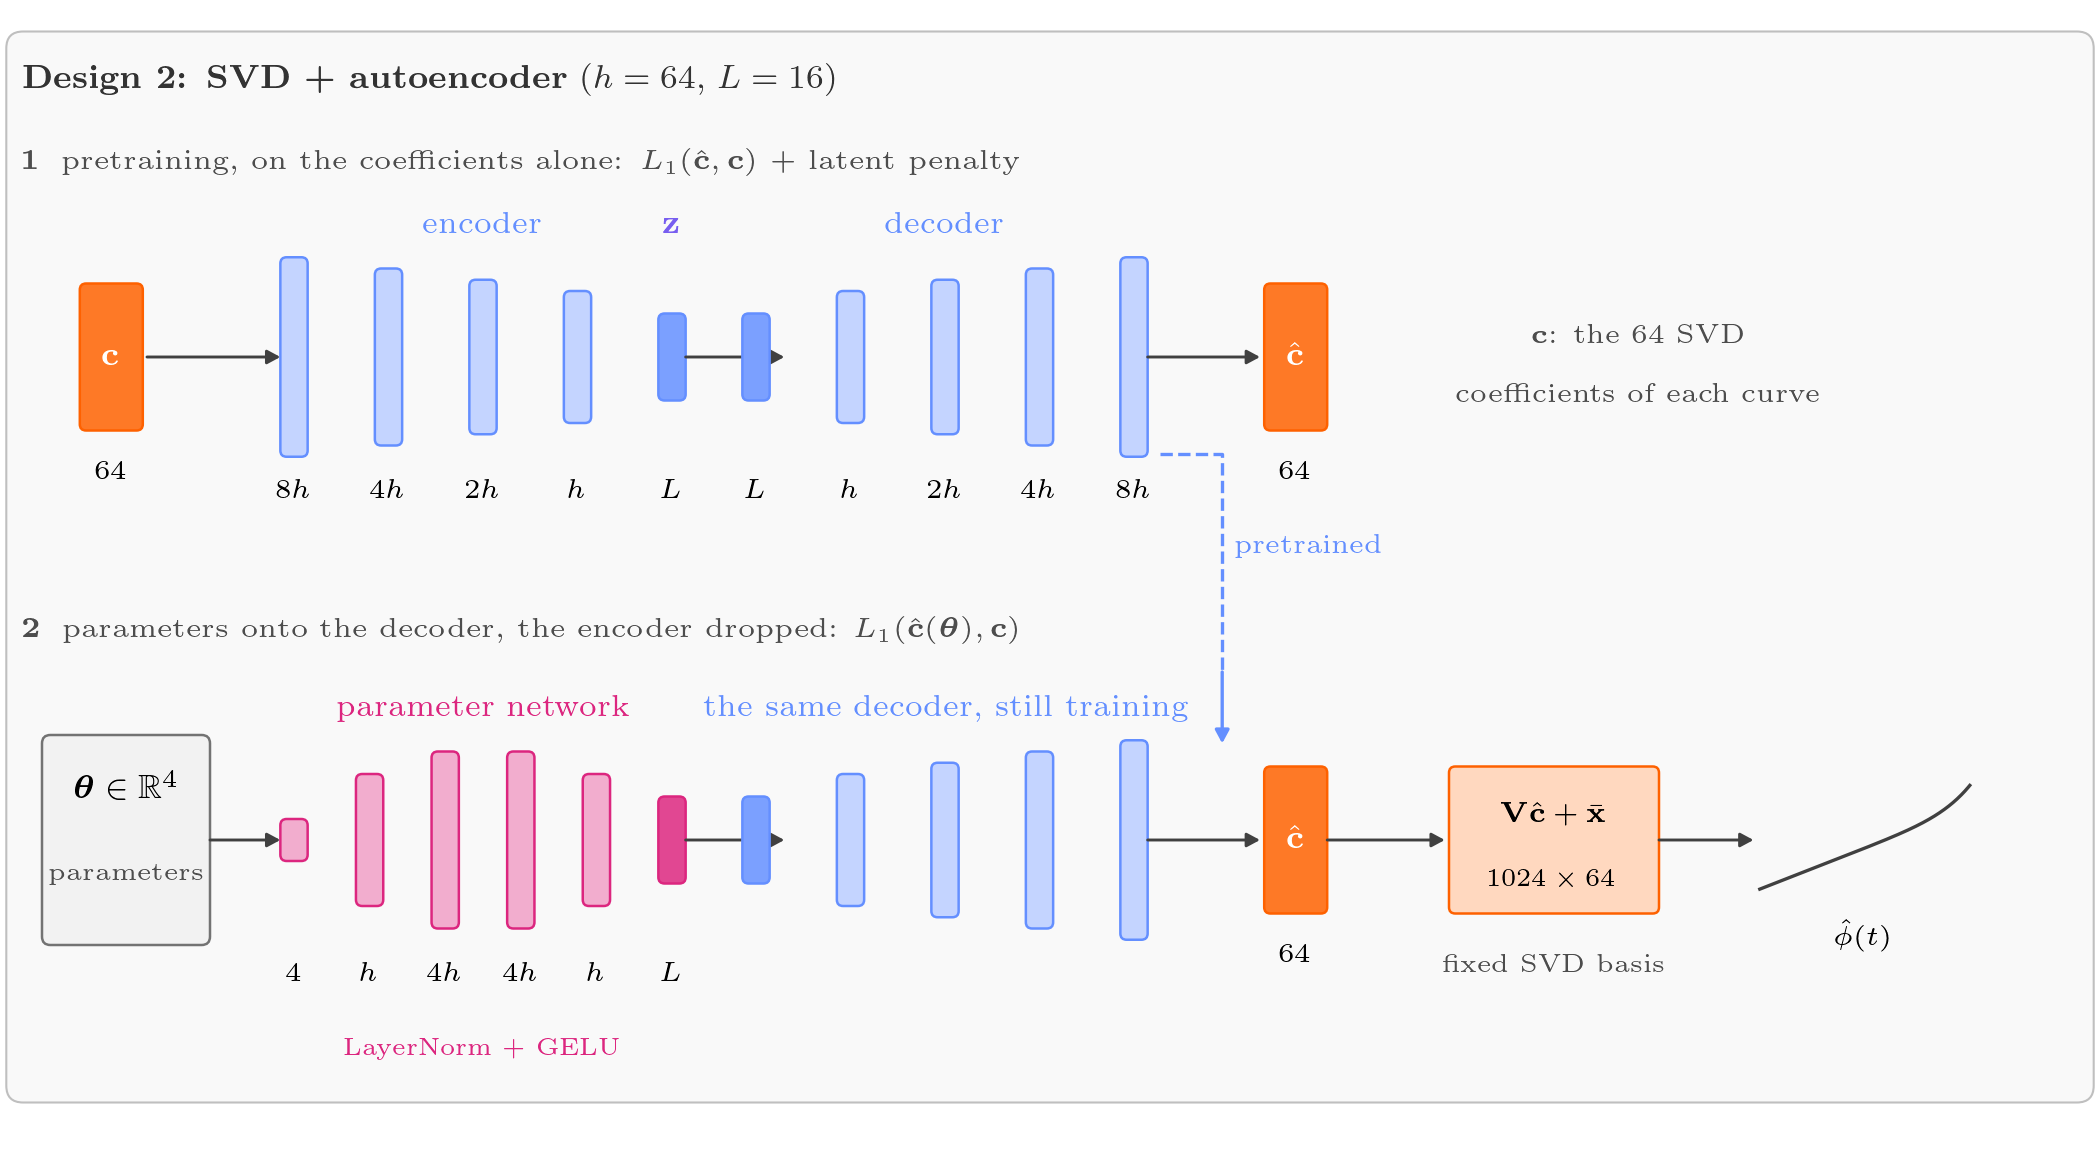 Design 2: SVD + autoencoder (h = 64, L = 16)
1 pretraining, on the coefficients alone: L₁(ĉ, c) + latent penalty
encoder z decoder
c ĉ
c: the 64 SVD
coefficients of each curve
64 64
8h 4h 2h h L L h 2h 4h 8h
pretrained
2 parameters onto the decoder, the encoder dropped: L₁(ĉ(θ), c)
parameter network the same decoder, still training
θ ∈ ℝ⁴
parameters
ĉ
Vĉ + x̄
1024 × 64
64
fixed SVD basis
ϕ̂(t)
4 h 4h 4h h L
LayerNorm + GELU